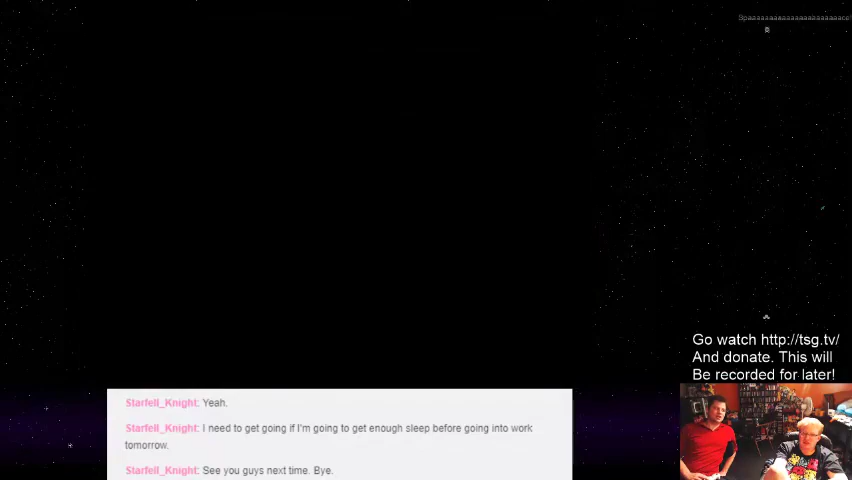 Go watch http://tsg.tv/
And donate. This will
Be recorded for later!
Starfell_Knight: Yeah.
Starfell_Knight: I need to get going if I'm going to get enough sleep before going into work
tomorrow.
Starfell_Knight: See you guys next time. Bye.